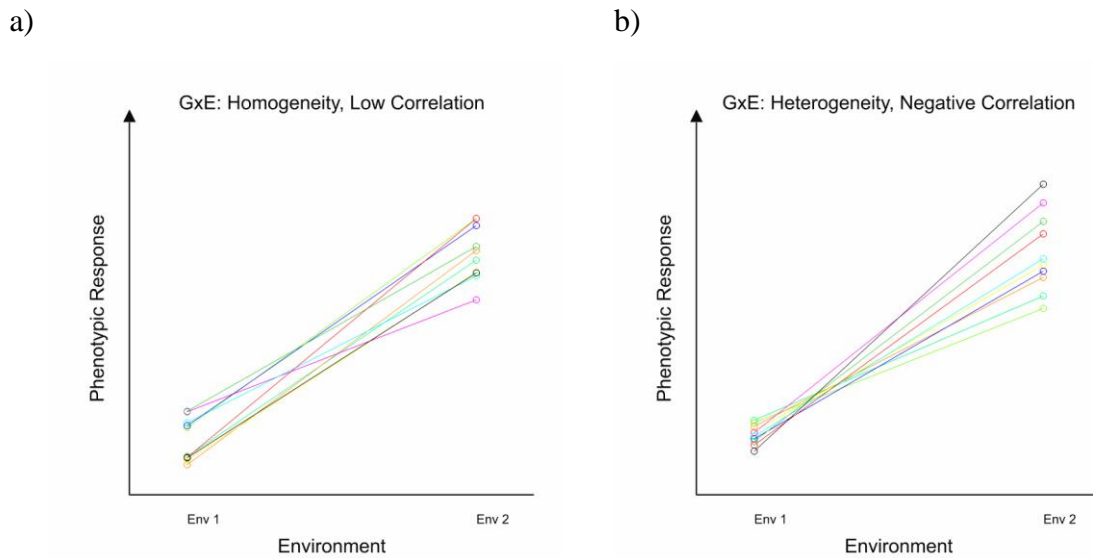 a)
b)
GxE: Homogeneity, Low Correlation
Phenotypic Response
Env 1
Env 2
Environment
GxE: Heterogeneity, Negative Correlation
Phenotypic Response
Env 1
Env 2
Environment